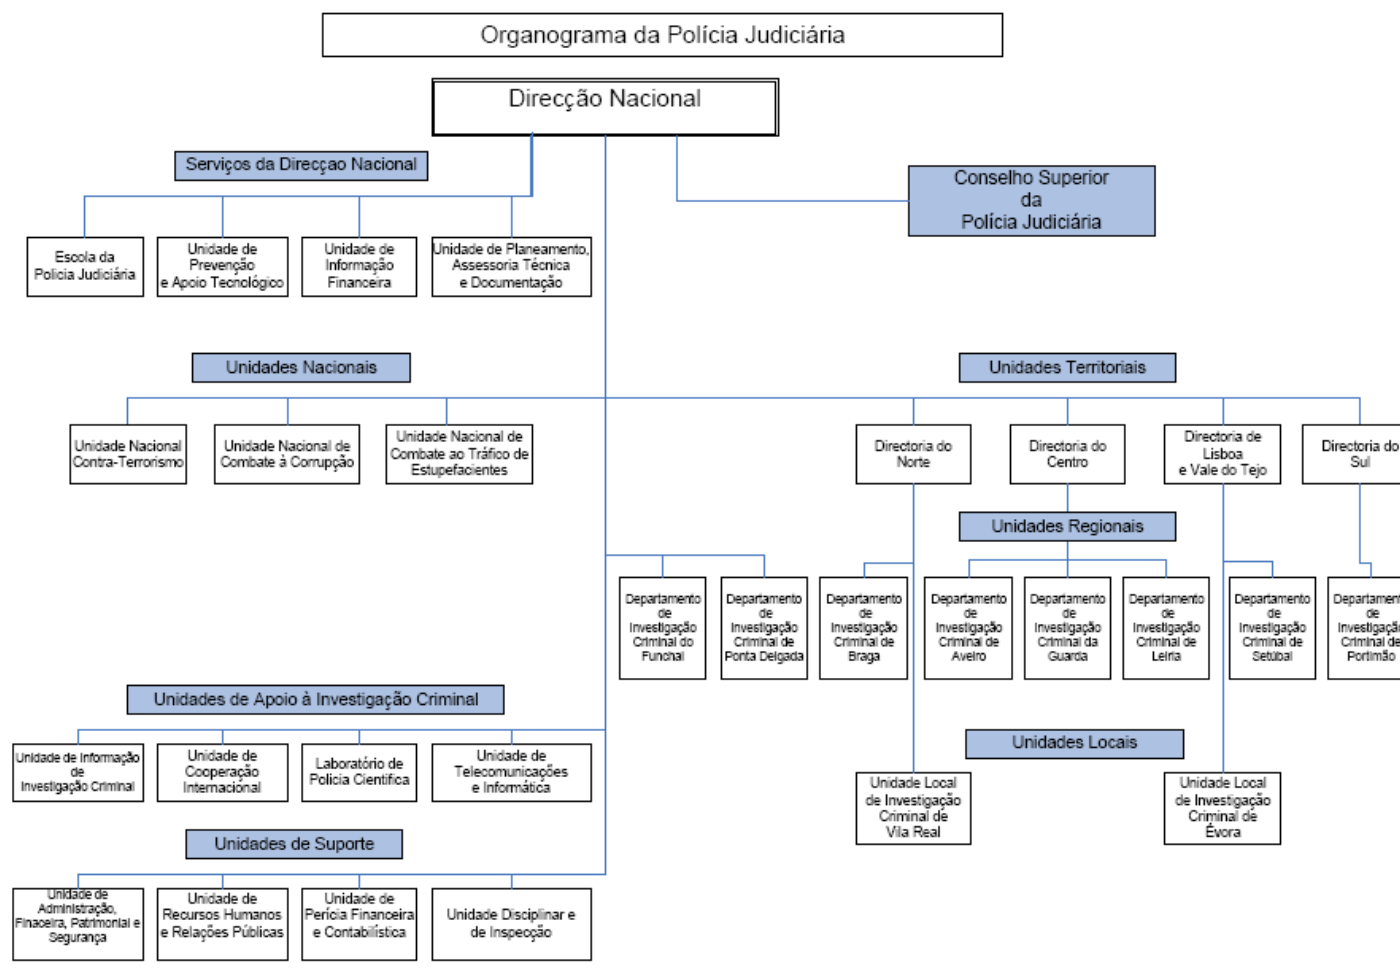 Organograma da Polícia Judiciária
Direcção Nacional
Serviços da Direcçao Nacional
Conselho Superior
da
Polícia Judiciária
Escola da
Policia Judiciária
Unidade de
Prevenção
e Apoio Tecnológico
Unidade de
Informação
Financeira
Unidade de Planeamento,
Assessoria Técnica
e Documentação
Unidades Nacionais
Unidades Territoriais
Unidade Nacional
Contra-Terrorismo
Unidade Nacional de
Combate à Corrupção
Unidade Nacional de
Combate ao Tráfico de
Estupefacientes
Directoria do
Norte
Directoria do
Centro
Directoria de
Lisboa
e Vale do Tejo
Directoria do
Sul
Unidades Regionais
Departamento
de
Investigação
Criminal do
Funchal
Departamento
de
Investigação
Criminal de
Ponta Delgada
Departamento
de
Investigação
Criminal de
Braga
Departamento
de
Investigação
Criminal de
Aveiro
Departamento
de
Investigação
Criminal da
Guarda
Departamento
de
Investigação
Criminal de
Leiria
Departamento
de
Investigação
Criminal de
Setúbal
Departament
de
Investigaçã
Criminal de
Portimão
Unidades de Apoio à Investigação Criminal
Unidade de Informação
de
Investigação Criminal
Unidade de
Cooperação
Internacional
Laboratório de
Policia Científica
Unidade de
Telecomunicações
e Informática
Unidades Locais
Unidade Local
de Investigação
Criminal de
Vila Real
Unidade Local
de Investigação
Criminal de
Évora
Unidades de Suporte
Unidade de
Administração,
Finaceira, Patrimonial e
Segurança
Unidade de
Recursos Humanos
e Relações Públicas
Unidade de
Perícia Financeira
e Contabilística
Unidade Disciplinar e
de Inspecção